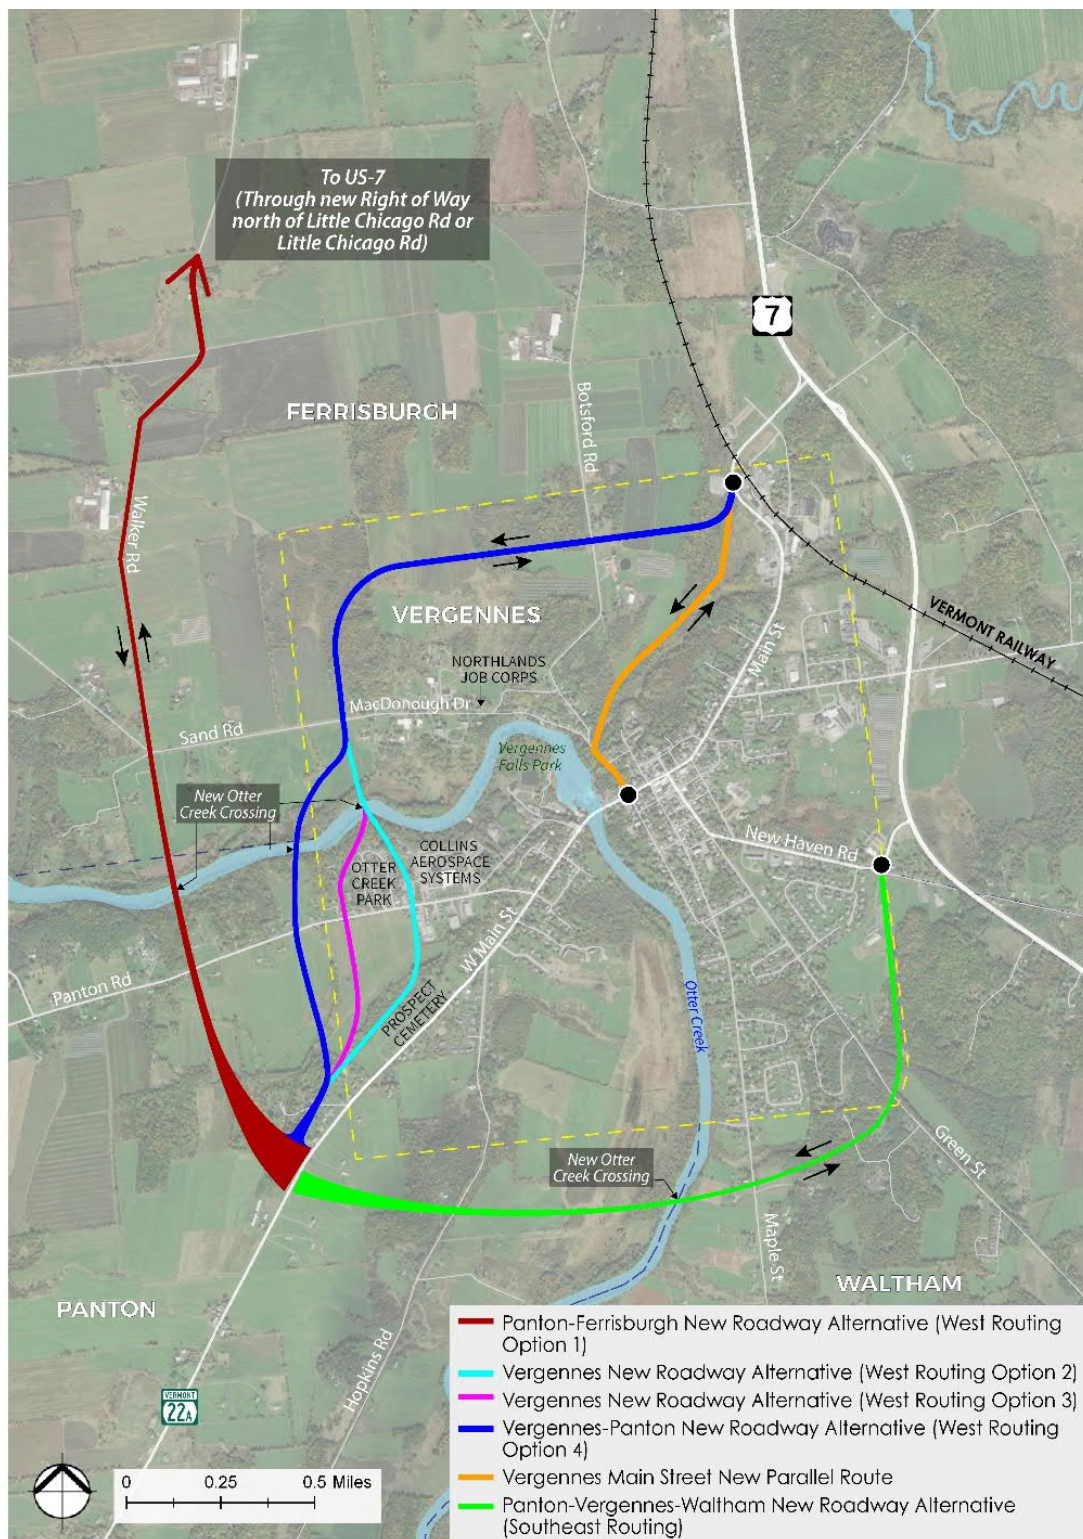 To US-7
(Through new Right of Way
north of Little Chicago Rd or
Little Chicago Rd)
7
FERRISBURGH
Botsford Rd
Walker Rd
VERGENNES
Main St
VERMONT RAILWAY
NORTHLANDS
JOB CORPS
MacDonough Dr
Sand Rd
Vergennes
Falls Park
New Otter
Creek Crossing
COLLINS
AEROSPACE
SYSTEMS
OTTER
CREEK
PARK
New Haven Rd
W Main St
Panton Rd
PROSPECT
CEMETERY
Otter Creek
Green St
New Otter
Creek Crossing
Maple St
WALTHAM
PANTON
Hopkins Rd
VERMONT
22A
0 0.25 0.5 Miles
Panton-Ferrisburgh New Roadway Alternative (West Routing
Option 1)
Vergennes New Roadway Alternative (West Routing Option 2)
Vergennes New Roadway Alternative (West Routing Option 3)
Vergennes-Panton New Roadway Alternative (West Routing
Option 4)
Vergennes Main Street New Parallel Route
Panton-Vergennes-Waltham New Roadway Alternative
(Southeast Routing)